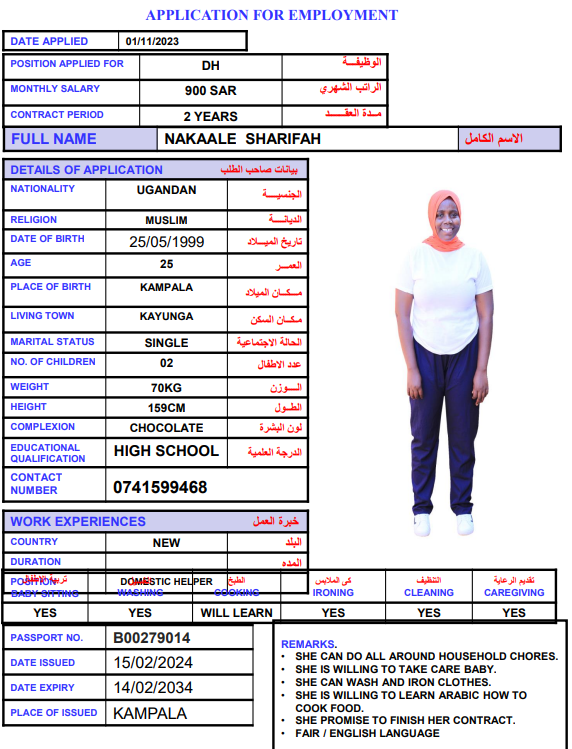 APPLICATION FOR EMPLOYMENT
DATE APPLIED 01/11/2023
POSITION APPLIED FOR DH الوظيفـــة
MONTHLY SALARY 900 SAR الراتب الشهري
CONTRACT PERIOD 2 YEARS مــدة العقـــد
FULL NAME NAKAALE SHARIFAH الاسم الكامل
DETAILS OF APPLICATION بيانات صاحب الطلب
NATIONALITY UGANDAN الجنسيـــة
RELIGION MUSLIM الديانـــة
DATE OF BIRTH 25/05/1999 تاريخ الميــلاد
AGE 25 العمــر
PLACE OF BIRTH KAMPALA مــكــان الميلاد
LIVING TOWN KAYUNGA مـكـان السكن
MARITAL STATUS SINGLE الحالة الاجتماعية
NO. OF CHILDREN 02 عدد الاطفال
WEIGHT 70KG الـــوزن
HEIGHT 159CM الطــول
COMPLEXION CHOCOLATE لون البشرة
EDUCATIONAL QUALIFICATION HIGH SCHOOL الدرجة العلمية
CONTACT NUMBER 0741599468
WORK EXPERIENCES خبرة العمل
COUNTRY NEW البلد
DURATION المده
POSITION DOMESTIC HELPER
تربية الاطفال الطبخ كى الملابس التنظيف تقديم الرعاية
BABY SITTING WASHING COOKING IRONING CLEANING CAREGIVING
YES YES WILL LEARN YES YES YES
PASSPORT NO. B00279014
DATE ISSUED 15/02/2024
DATE EXPIRY 14/02/2034
PLACE OF ISSUED KAMPALA
REMARKS.
• SHE CAN DO ALL AROUND HOUSEHOLD CHORES.
• SHE IS WILLING TO TAKE CARE BABY.
• SHE CAN WASH AND IRON CLOTHES.
• SHE IS WILLING TO LEARN ARABIC HOW TO
COOK FOOD.
• SHE PROMISE TO FINISH HER CONTRACT.
• FAIR / ENGLISH LANGUAGE